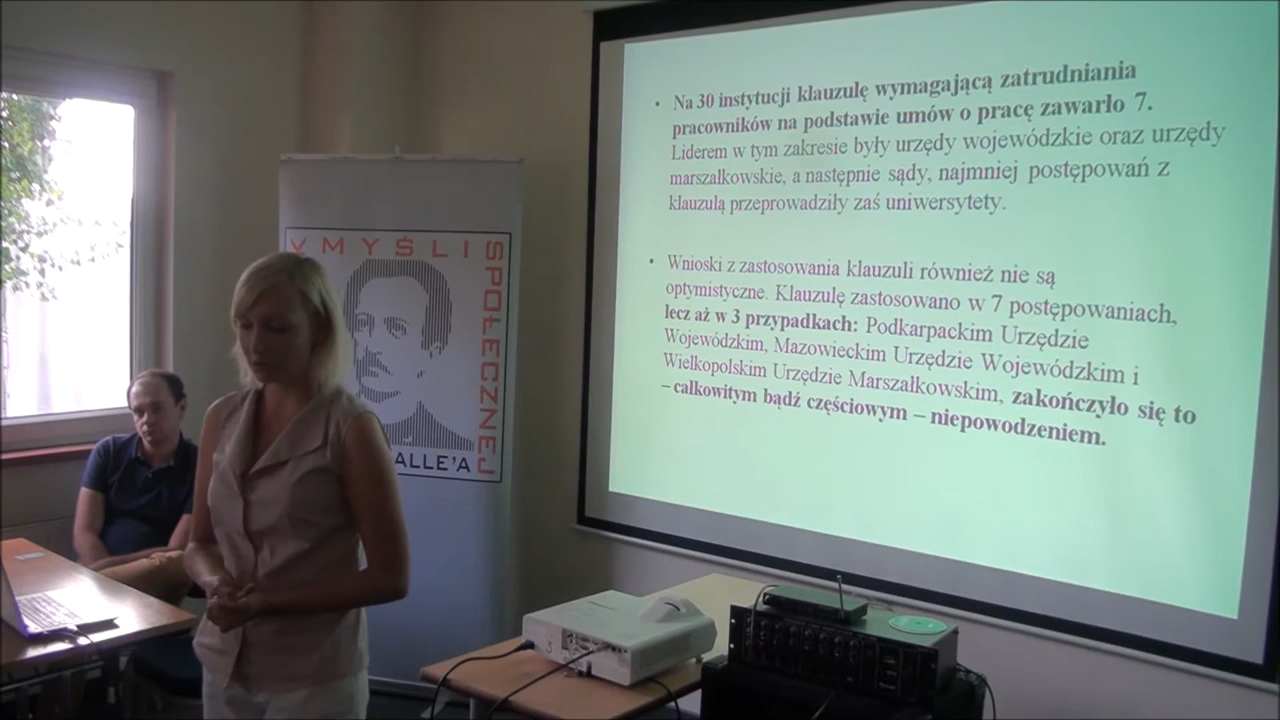 • Na 30 instytucji klauzulę wymagającą zatrudniania
pracowników na podstawie umów o pracę zawarło 7.
Liderem w tym zakresie były urzędy wojewódzkie oraz urzędy
marszałkowskie, a następnie sądy, najmniej postępowań z
klauzulą przeprowadziły zaś uniwersytety.
• Wnioski z zastosowania klauzuli również nie są
optymistyczne. Klauzulę zastosowano w 7 postępowaniach,
lecz aż w 3 przypadkach: Podkarpackim Urzędzie
Wojewódzkim, Mazowieckim Urzędzie Wojewódzkim i
Wielkopolskim Urzędzie Marszałkowskim, zakończyło się to
– całkowitym bądź częściowym – niepowodzeniem.
MYŚLI
SPOŁECZNEJ
ALLE'A